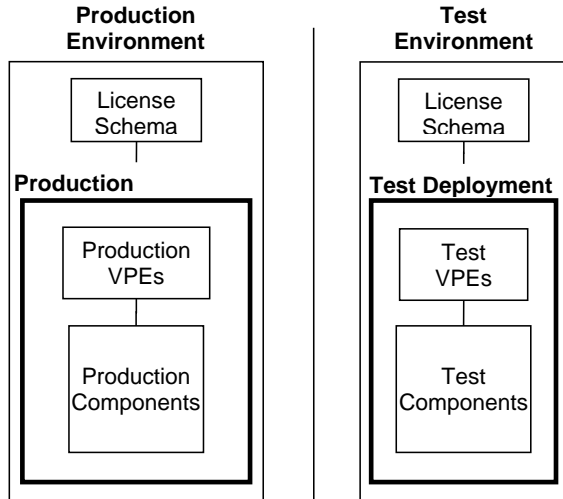 Production
Environment
License
Schema
Production
Production
VPEs
Production
Components
Test
Environment
License
Schema
Test Deployment
Test
VPEs
Test
Components